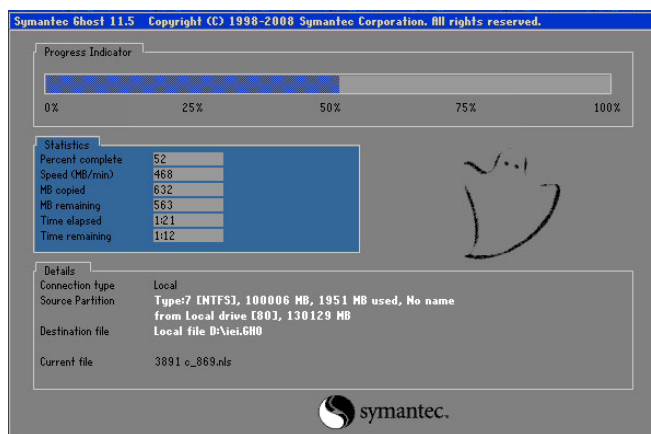 Symantec Ghost 11.5 Copyright (C) 1998-2008 Symantec Corporation. All rights reserved.
Progress Indicator
0% 25% 50% 75% 100%
Statistics
Percent complete 52
Speed (MB/min) 468
MB copied 632
MB remaining 563
Time elapsed 1:21
Time remaining 1:12
Details
Connection type Local
Source Partition Type:7 [NTFS], 100006 MB, 1951 MB used, No name
from Local drive [80], 130129 MB
Destination file Local file D:\iei.GHO
Current file 3891 c_869.nls
symantec.